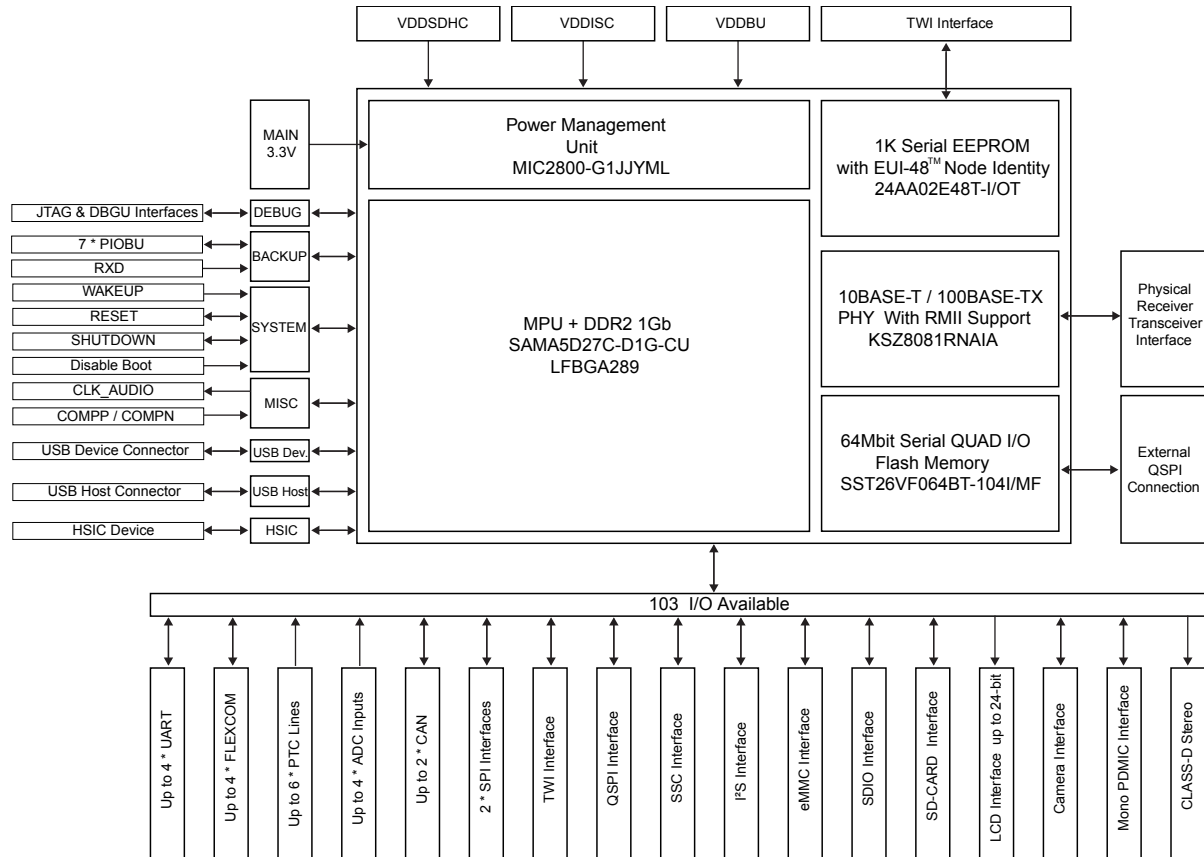 VDDSDHC
VDDISC
VDDBU
TWI Interface
MAIN
3.3V
Power Management
Unit
MIC2800-G1JJYML
1K Serial EEPROM
with EUI-48™ Node Identity
24AA02E48T-I/OT
JTAG & DBGU Interfaces
DEBUG
7 * PIOBU
RXD
BACKUP
WAKEUP
RESET
SHUTDOWN
Disable Boot
SYSTEM
CLK_AUDIO
COMPP / COMPN
MISC
USB Device Connector
USB Dev.
USB Host Connector
USB Host
HSIC Device
HSIC
MPU + DDR2 1Gb
SAMA5D27C-D1G-CU
LFBGA289
10BASE-T / 100BASE-TX
PHY With RMII Support
KSZ8081RNAIA
Physical
Receiver
Transceiver
Interface
64Mbit Serial QUAD I/O
Flash Memory
SST26VF064BT-104I/MF
External
QSPI
Connection
103 I/O Available
Up to 4 * UART
Up to 4 * FLEXCOM
Up to 6 * PTC Lines
Up to 4 * ADC Inputs
Up to 2 * CAN
2 * SPI Interfaces
TWI Interface
QSPI Interface
SSC Interface
I²S Interface
eMMC Interface
SDIO Interface
SD-CARD Interface
LCD Interface up to 24-bit
Camera Interface
Mono PDMIC Interface
CLASS-D Stereo